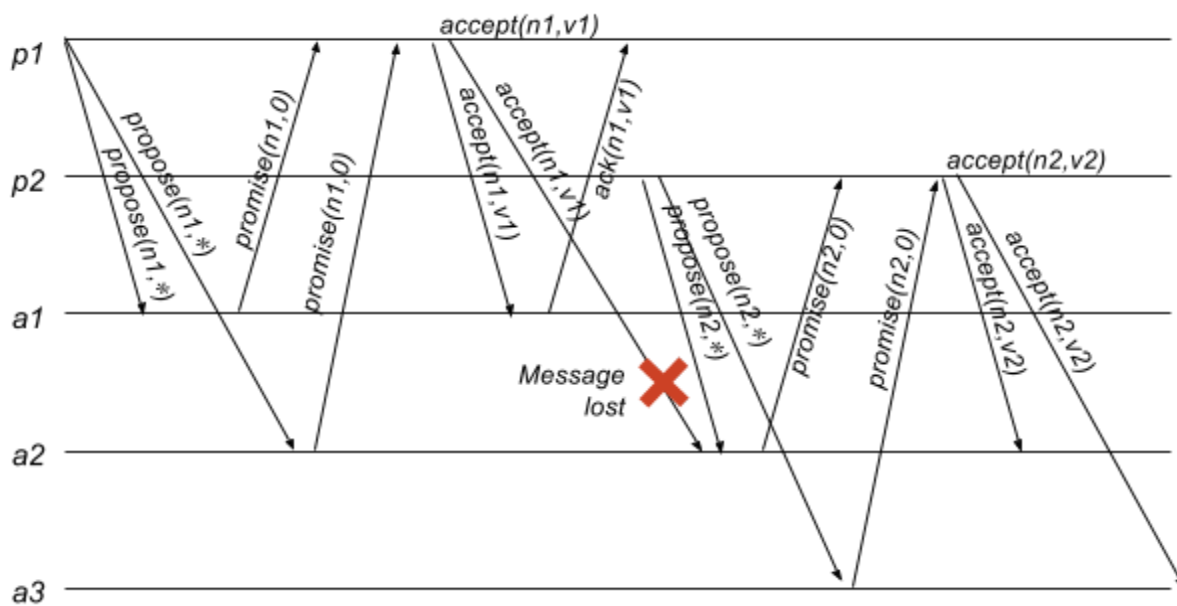 accept(n1,v1)
p1
propose(n1,*)
propose(n1,*)
promise(n1,0)
promise(n1,0)
accept(n1,v1)
accept(n1,v1)
ack(n1,v1)
accept(n2,v2)
p2
propose(n2,*)
propose(n2,*)
promise(n2,0)
promise(n2,0)
accept(n2,v2)
accept(n2,v2)
a1
Message
lost
a2
a3